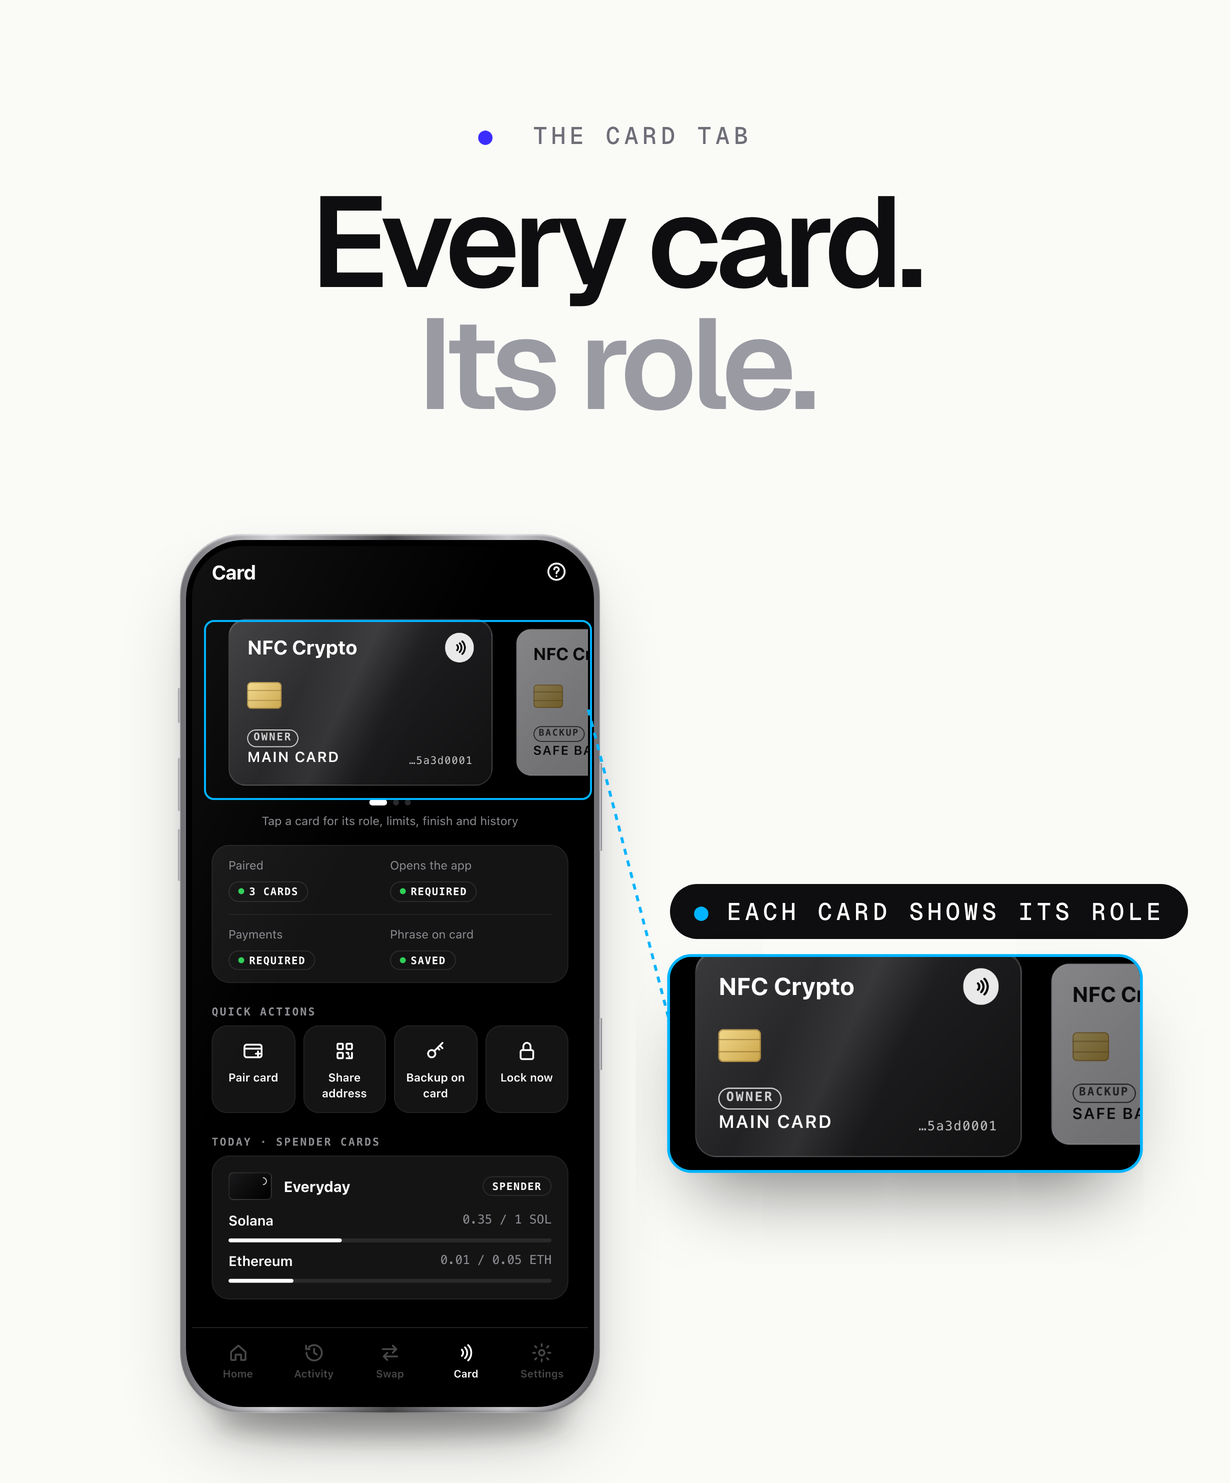 THE CARD TAB
Every card.
Its role.
Card
NFC Crypto
OWNER
MAIN CARD
…5a3d0001
NFC Cr
BACKUP
SAFE BA
Tap a card for its role, limits, finish and history
Paired
Opens the app
3 CARDS
REQUIRED
Payments
Phrase on card
REQUIRED
SAVED
QUICK ACTIONS
Pair card
Share
address
Backup on
card
Lock now
TODAY · SPENDER CARDS
Everyday
SPENDER
Solana
0.35 / 1 SOL
Ethereum
0.01 / 0.05 ETH
Home
Activity
Swap
Card
Settings
EACH CARD SHOWS ITS ROLE
NFC Crypto
OWNER
MAIN CARD
…5a3d0001
NFC Cr
BACKUP
SAFE BA